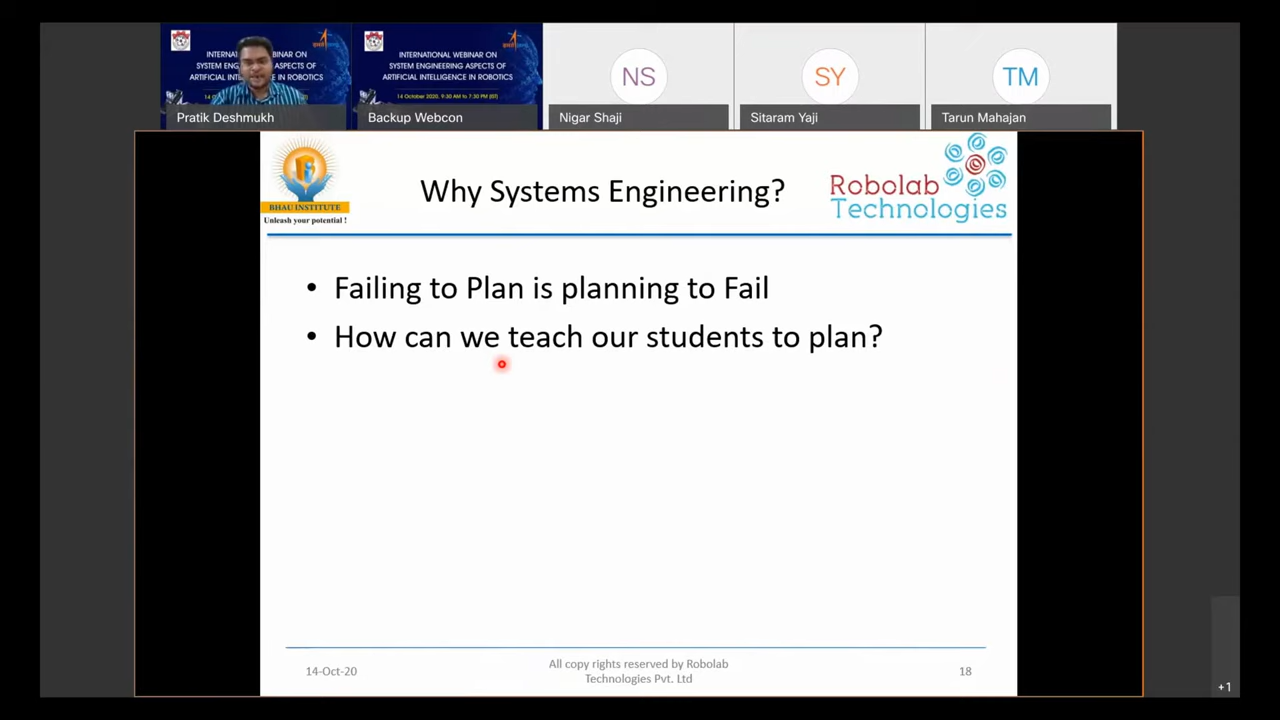 INTERNATIONAL WEBINAR ON
SYSTEM ENGINEERING ASPECTS OF
ARTIFICIAL INTELLIGENCE IN ROBOTICS
14 October 2020, 9:30 AM to 7:30 PM (IST)
NS
SY
TM
Pratik Deshmukh
Backup Webcon
Nigar Shaji
Sitaram Yaji
Tarun Mahajan
BHAU INSTITUTE
Unleash your potential !
Why Systems Engineering?
Robolab
Technologies
• Failing to Plan is planning to Fail
• How can we teach our students to plan?
14-Oct-20
All copy rights reserved by Robolab
Technologies Pvt. Ltd
18
+1